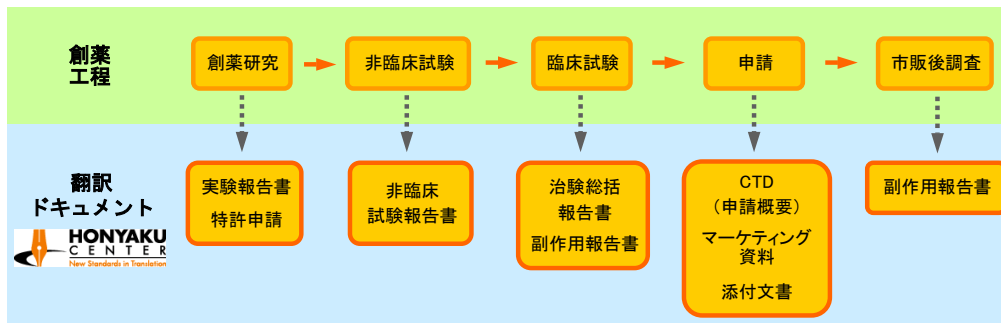 創薬
工程
創薬研究
非臨床試験
臨床試験
申請
市販後調査
翻訳
ドキュメント
HONYAKU
CENTER
New Standards in Translation
実験報告書
特許申請
非臨床
試験報告書
治験総括
報告書
副作用報告書
CTD
（申請概要）
マーケティング
資料
添付文書
副作用報告書